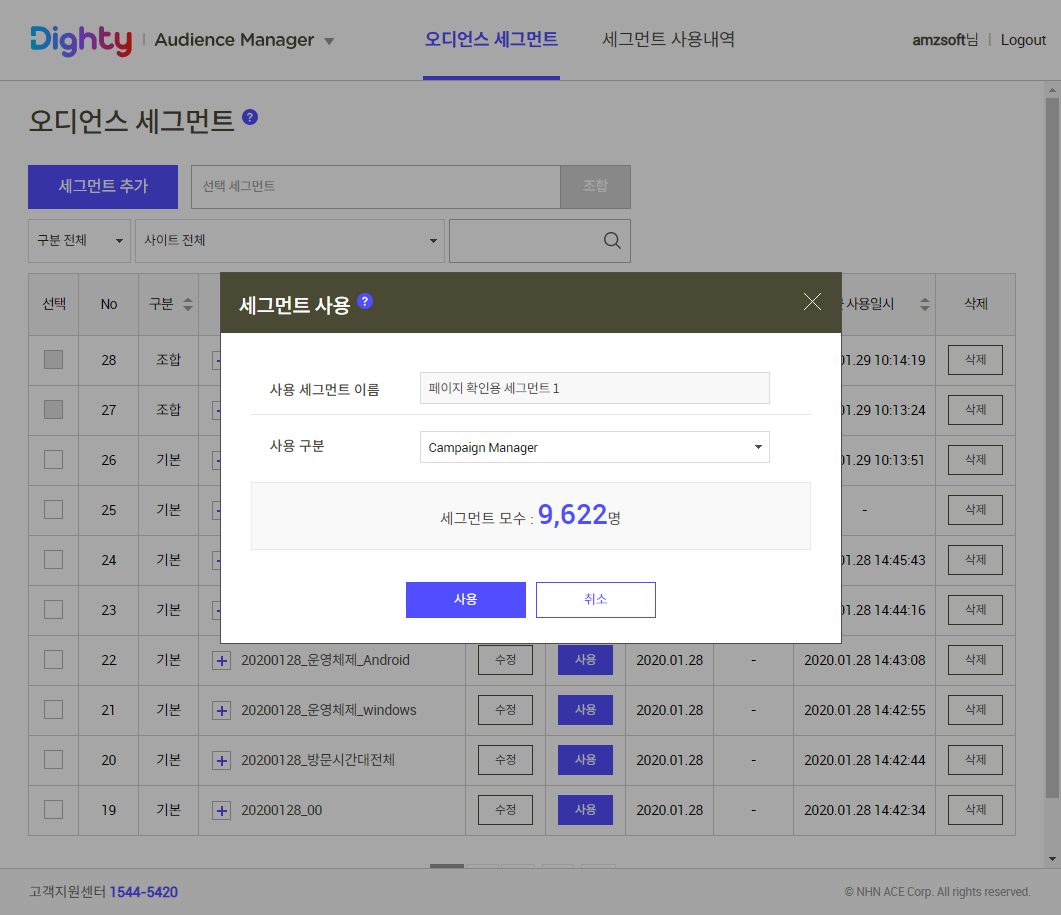 Dighty | Audience Manager
오디언스 세그먼트
세그먼트 사용내역
amzsoft님 | Logout
오디언스 세그먼트 ?
세그먼트 추가
선택 세그먼트
조합
구분 전체
사이트 전체
선택 No 구분 사용일시 삭제
세그먼트 사용 ?
사용 세그먼트 이름 페이지 확인용 세그먼트 1
사용 구분 Campaign Manager
세그먼트 모수 : 9,622명
사용 취소
28 조합 01.29 10:14:19 삭제
27 조합 01.29 10:13:24 삭제
26 기본 01.29 10:13:51 삭제
25 기본 - 삭제
24 기본 01.28 14:45:43 삭제
23 기본 01.28 14:44:16 삭제
22 기본 + 20200128_운영체제_Android 수정 사용 2020.01.28 - 2020.01.28 14:43:08 삭제
21 기본 + 20200128_운영체제_windows 수정 사용 2020.01.28 - 2020.01.28 14:42:55 삭제
20 기본 + 20200128_방문시간대전체 수정 사용 2020.01.28 - 2020.01.28 14:42:44 삭제
19 기본 + 20200128_00 수정 사용 2020.01.28 - 2020.01.28 14:42:34 삭제
고객지원센터 1544-5420
© NHN ACE Corp. All rights reserved.